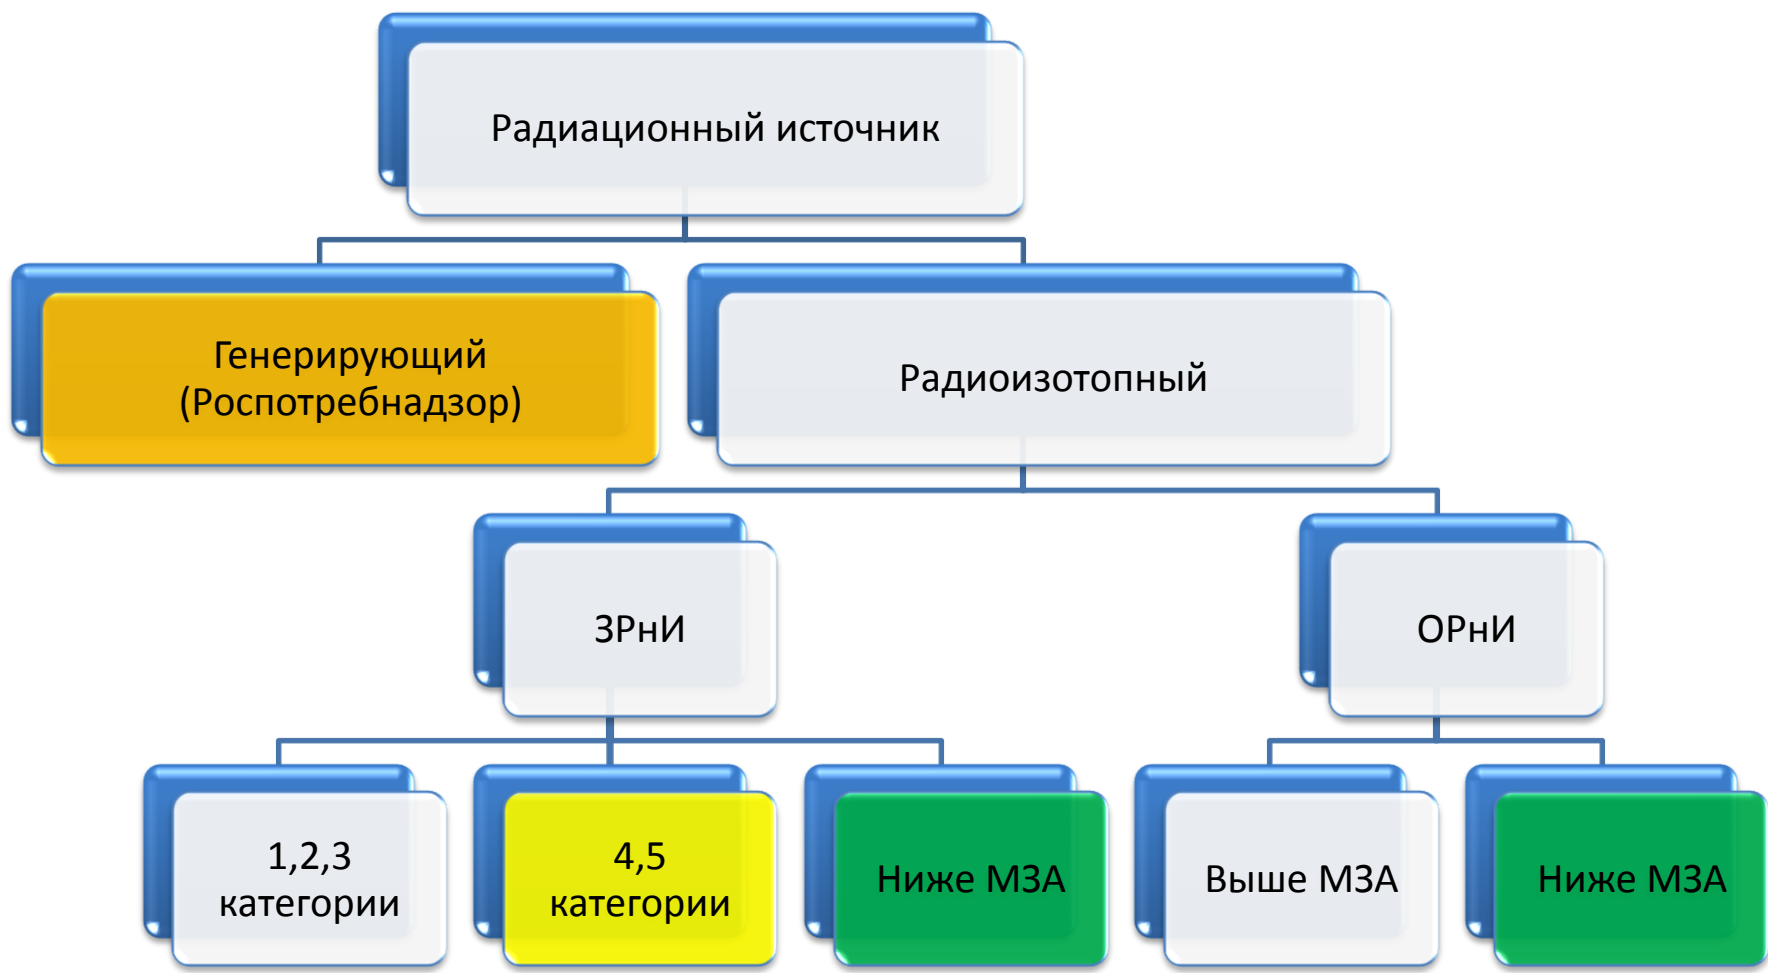 Радиационный источник
Генерирующий
(Роспотребнадзор)
Радиоизотопный
ЗРнИ
ОРнИ
1,2,3
категории
4,5
категории
Ниже МЗА
Выше МЗА
Ниже МЗА